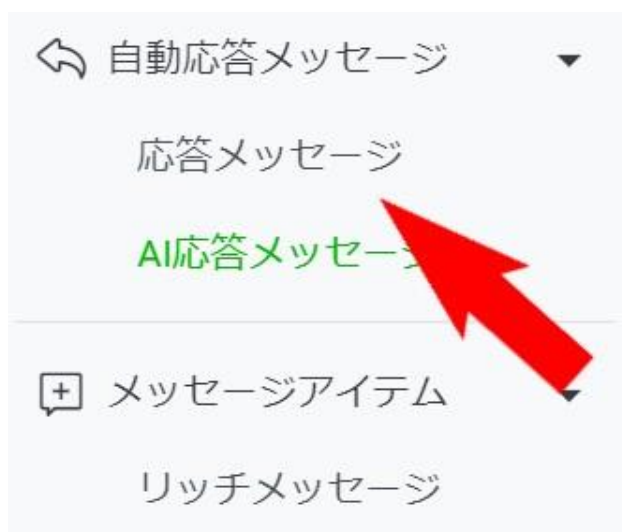 自動応答メッセージ
応答メッセージ
AI応答メッセージ
メッセージアイテム
リッチメッセージ